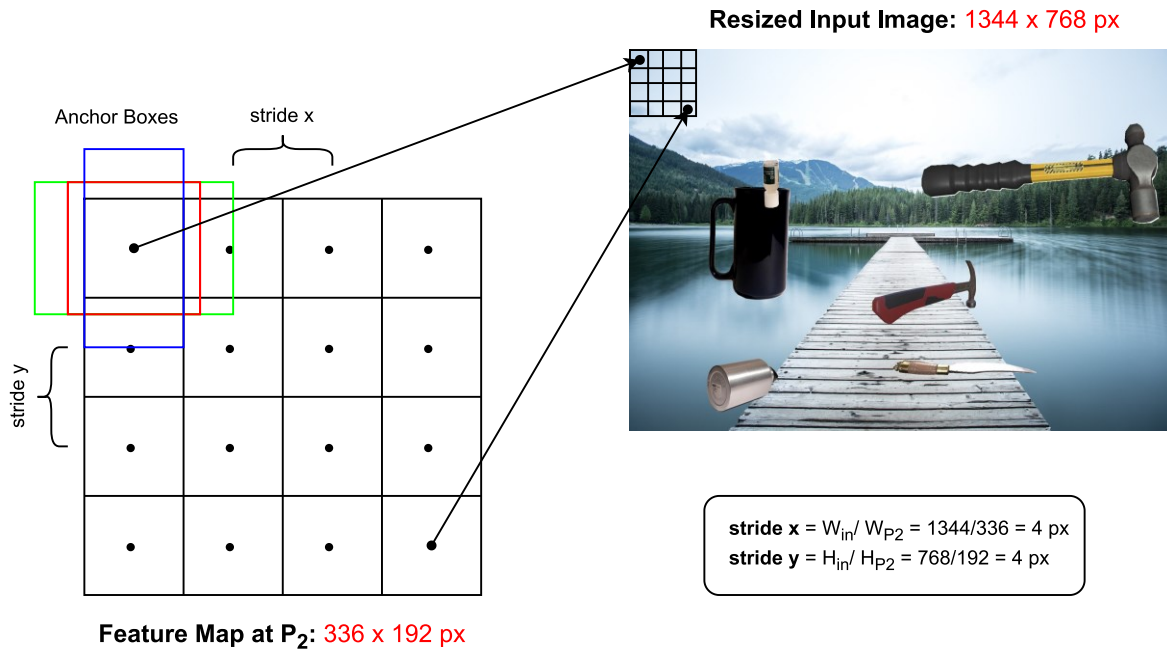 Resized Input Image: 1344 x 768 px
Anchor Boxes
stride x
stride y
stride x = W_in/ W_P2 = 1344/336 = 4 px
stride y = H_in/ H_P2 = 768/192 = 4 px
Feature Map at P_2: 336 x 192 px